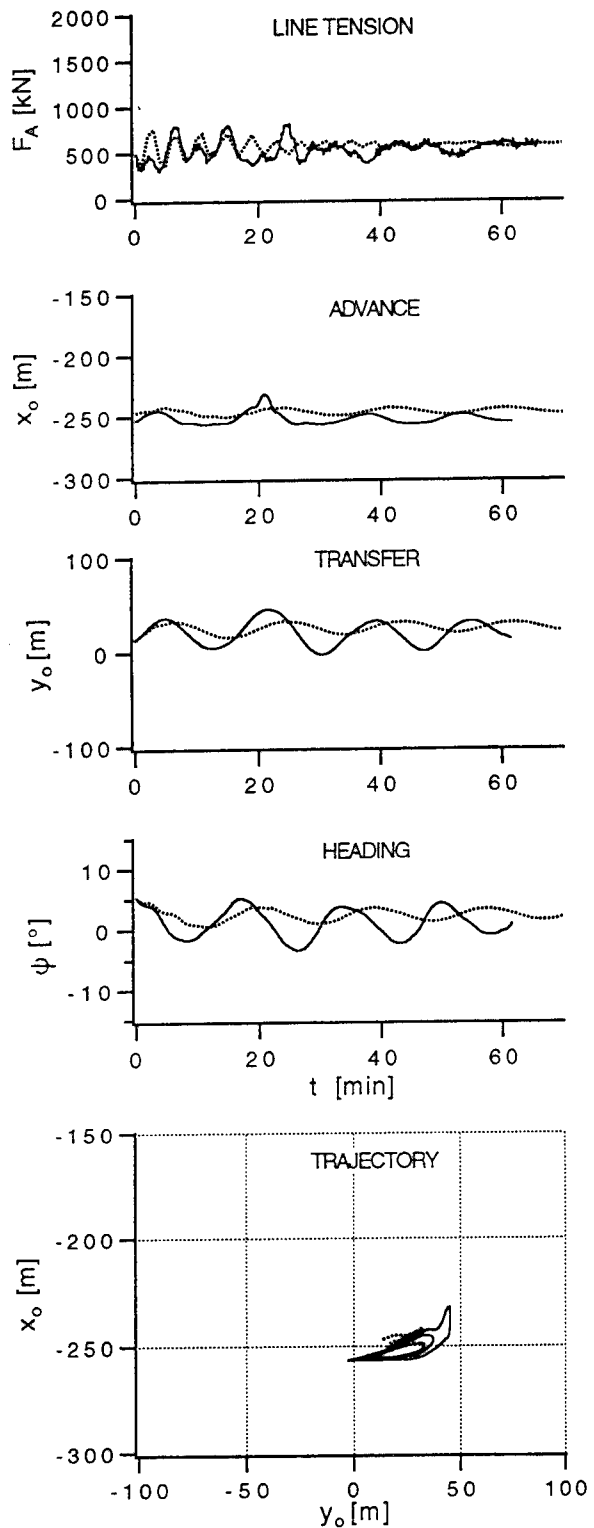 LINE TENSION
F_A [kN]
2000
1500
1000
500
0
0 20 40 60
ADVANCE
x_o [m]
-150
-200
-250
-300
0 20 40 60
TRANSFER
y_o [m]
100
0
-100
0 20 40 60
HEADING
ψ [°]
10
0
-10
0 20 40 60
t [min]
TRAJECTORY
x_o [m]
-150
-200
-250
-300
-100 -50 0 50 100
y_o [m]